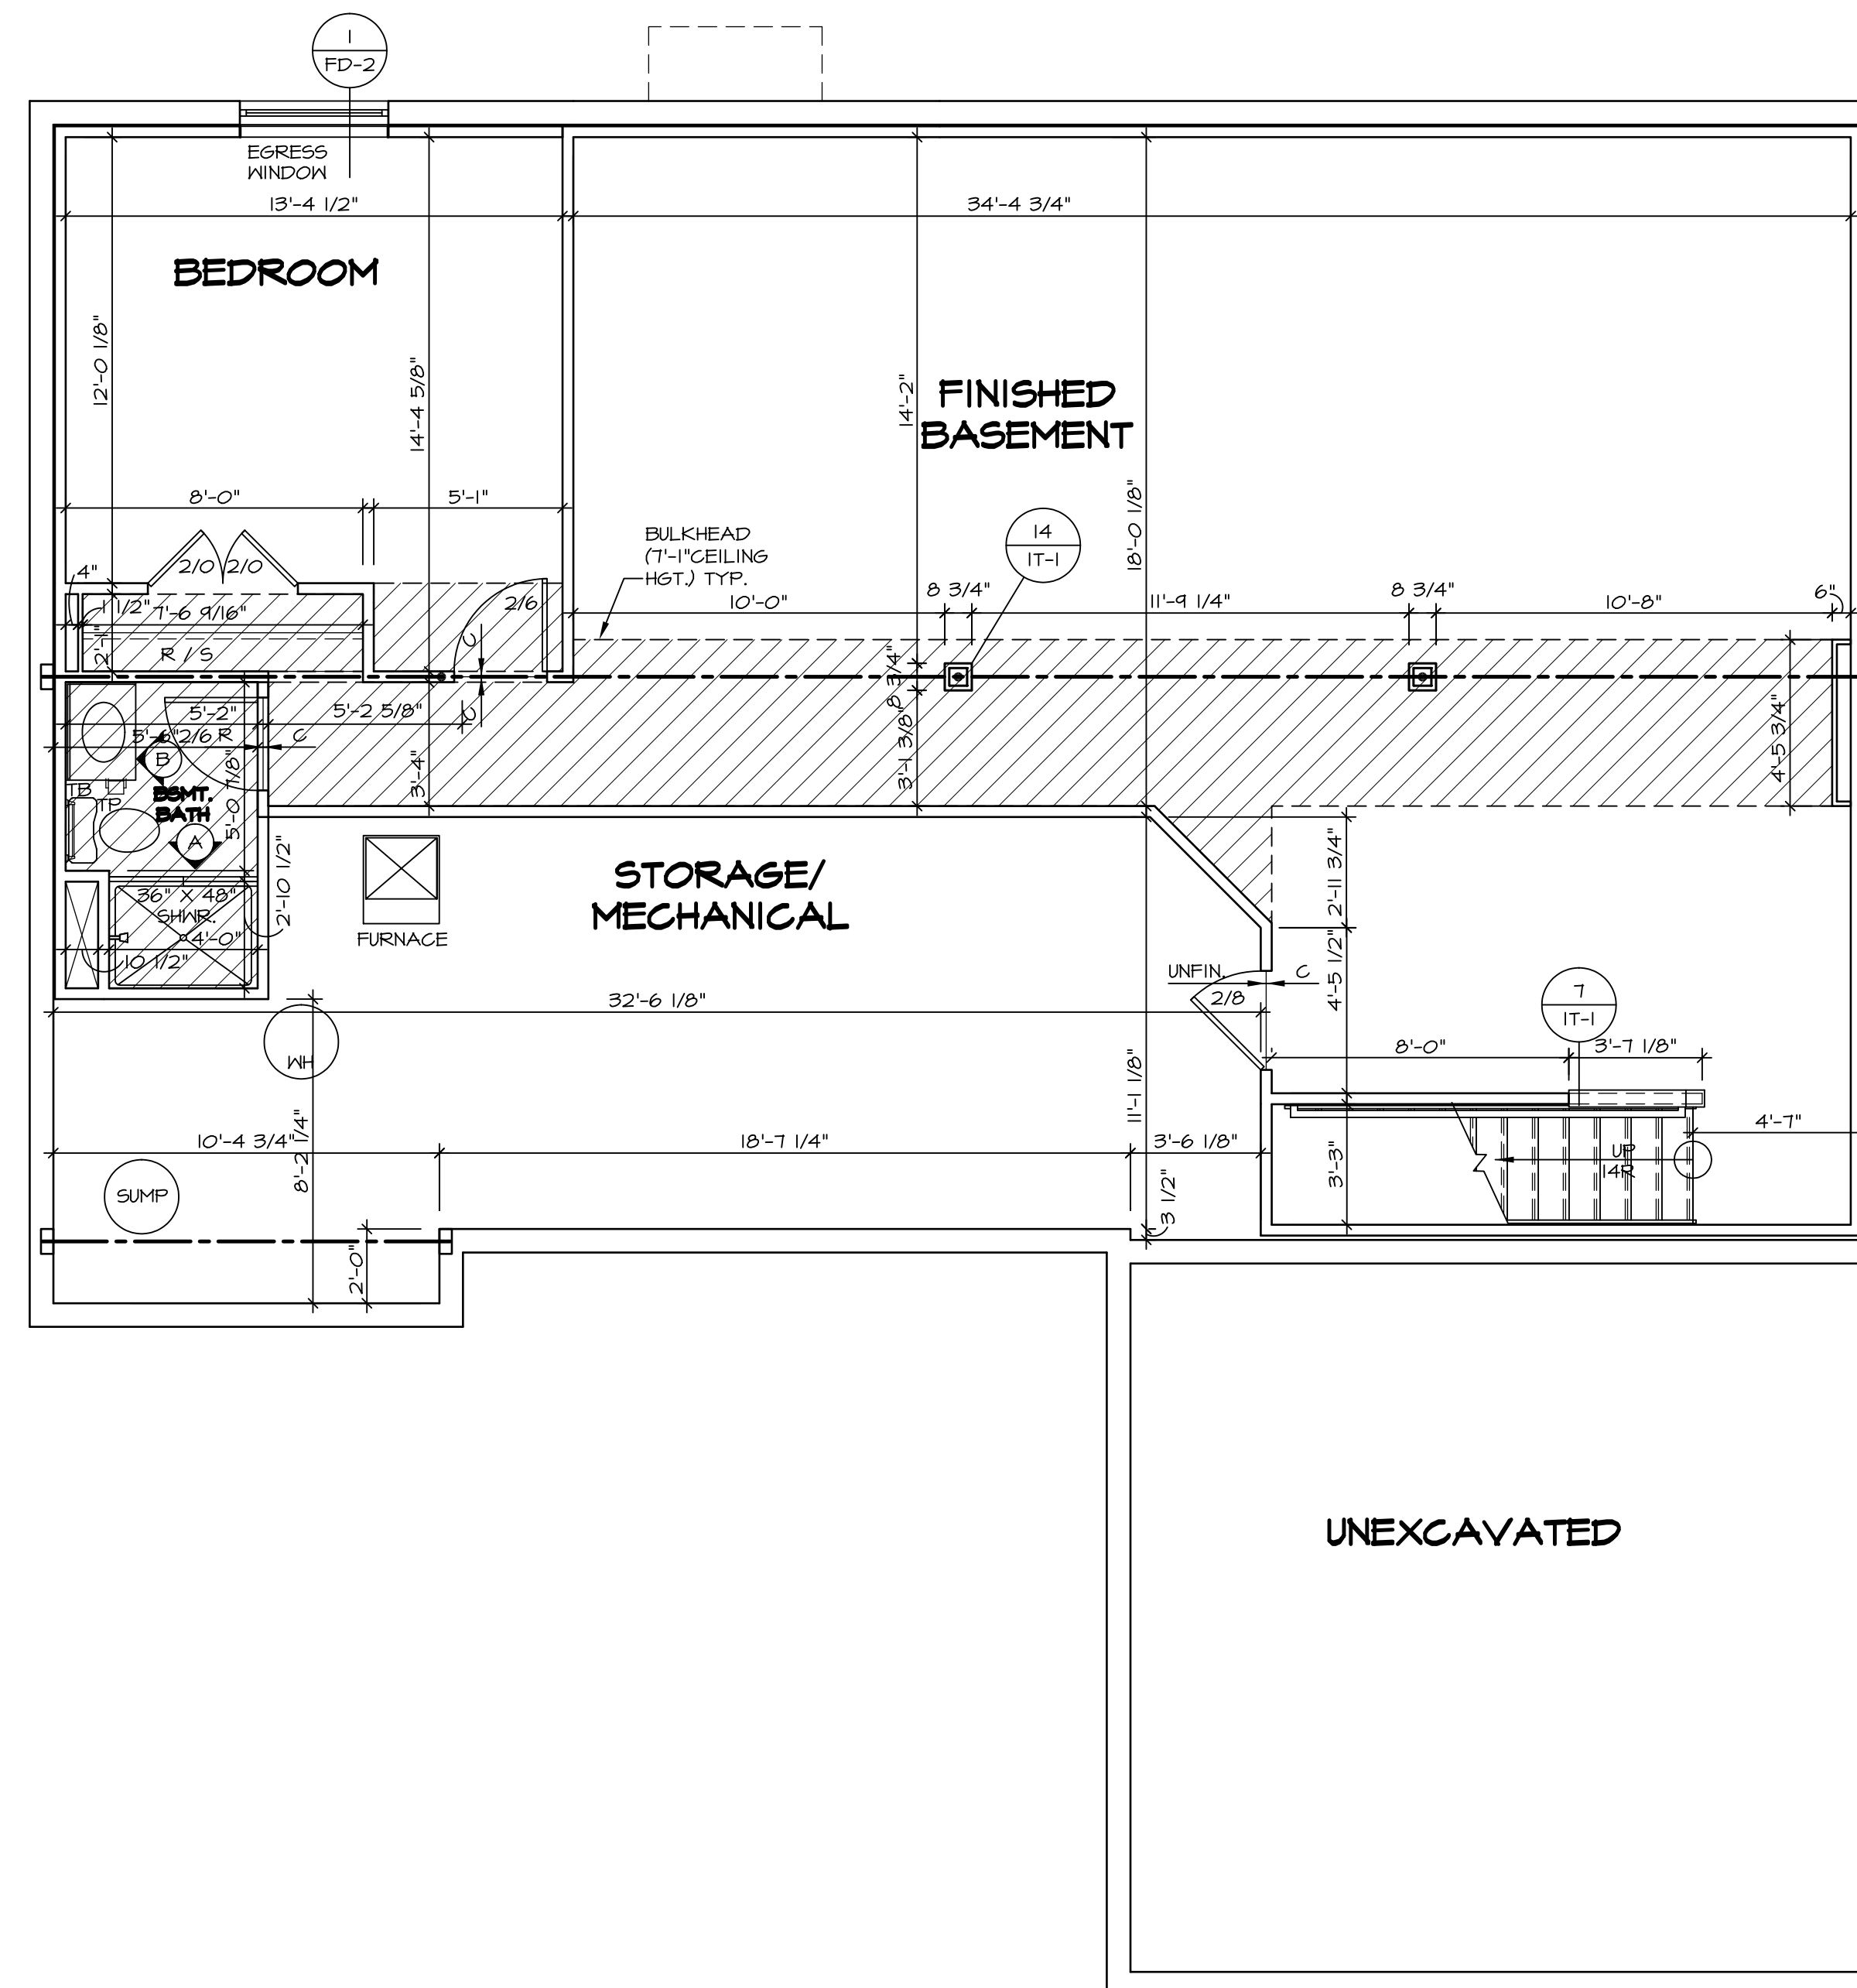 1
FD-2
EGRESS
WINDOW
13'-4 1/2"
34'-4 3/4"
BEDROOM
12'-0 1/8"
14'-4 5/8"
14'-2"
FINISHED
BASEMENT
18'-0 1/8"
8'-0"
5'-1"
BULKHEAD
(7'-1"CEILING
HGT.) TYP.
14
IT-1
2/0
2/0
4"
1 1/2"
7'-6 9/16"
2/6
10'-0"
8 3/4"
11'-9 1/4"
8 3/4"
10'-8"
6"
2'-1"
R / S
C
C
8 3/4"
5'-2"
5'-2 5/8"
5'-6"
2/6 R
C
B
TB
TP
BSMT.
BATH
5'-0 7/8"
3'-4"
3'-1 3/8"
4'-5 3/4"
A
2'-10 1/2"
36" X 48"
SHWR.
4'-0"
10 1/2"
FURNACE
STORAGE/
MECHANICAL
2'-11 3/4"
4'-5 1/2"
UNFIN.
C
2/8
32'-6 1/8"
WH
7
IT-1
8'-0"
3'-7 1/8"
11'-1 1/8"
10'-4 3/4"
8'-2 1/4"
18'-7 1/4"
3'-6 1/8"
4'-7"
SUMP
3'-3"
UP
14R
3 1/2"
2'-0"
UNEXCAVATED